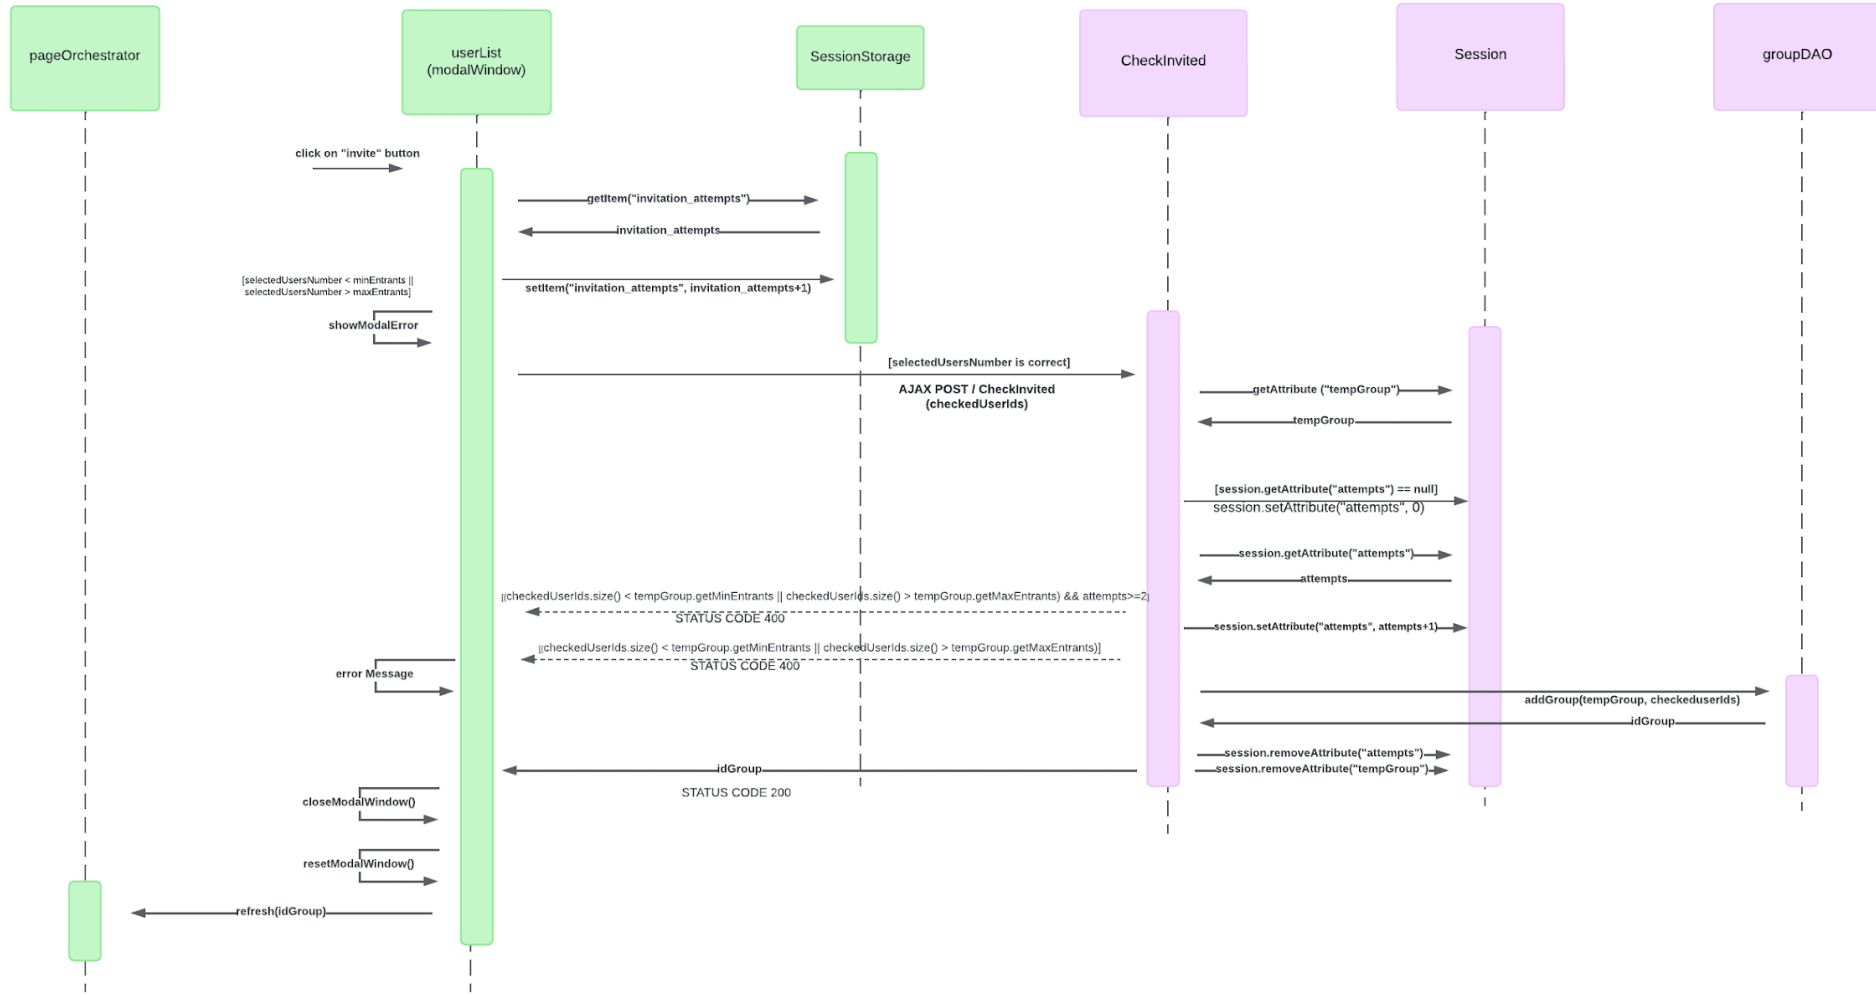 pageOrchestrator
userList
(modalWindow)
SessionStorage
CheckInvited
Session
groupDAO
click on "invite" button
getItem("invitation_attempts")
invitation_attempts
[selectedUsersNumber < minEntrants ||
selectedUsersNumber > maxEntrants]
setItem("invitation_attempts", invitation_attempts+1)
showModalError
[selectedUsersNumber is correct]
AJAX POST / CheckInvited
(checkedUserIds)
getAttribute ("tempGroup")
tempGroup
[session.getAttribute("attempts") == null]
session.setAttribute("attempts", 0)
session.getAttribute("attempts")
attempts
[(checkedUserIds.size() < tempGroup.getMinEntrants || checkedUserIds.size() > tempGroup.getMaxEntrants) && attempts>=2]
STATUS CODE 400
session.setAttribute("attempts", attempts+1)
[(checkedUserIds.size() < tempGroup.getMinEntrants || checkedUserIds.size() > tempGroup.getMaxEntrants)]
STATUS CODE 400
error Message
addGroup(tempGroup, checkeduserIds)
idGroup
session.removeAttribute("attempts")
session.removeAttribute("tempGroup")
idGroup
STATUS CODE 200
closeModalWindow()
resetModalWindow()
refresh(idGroup)